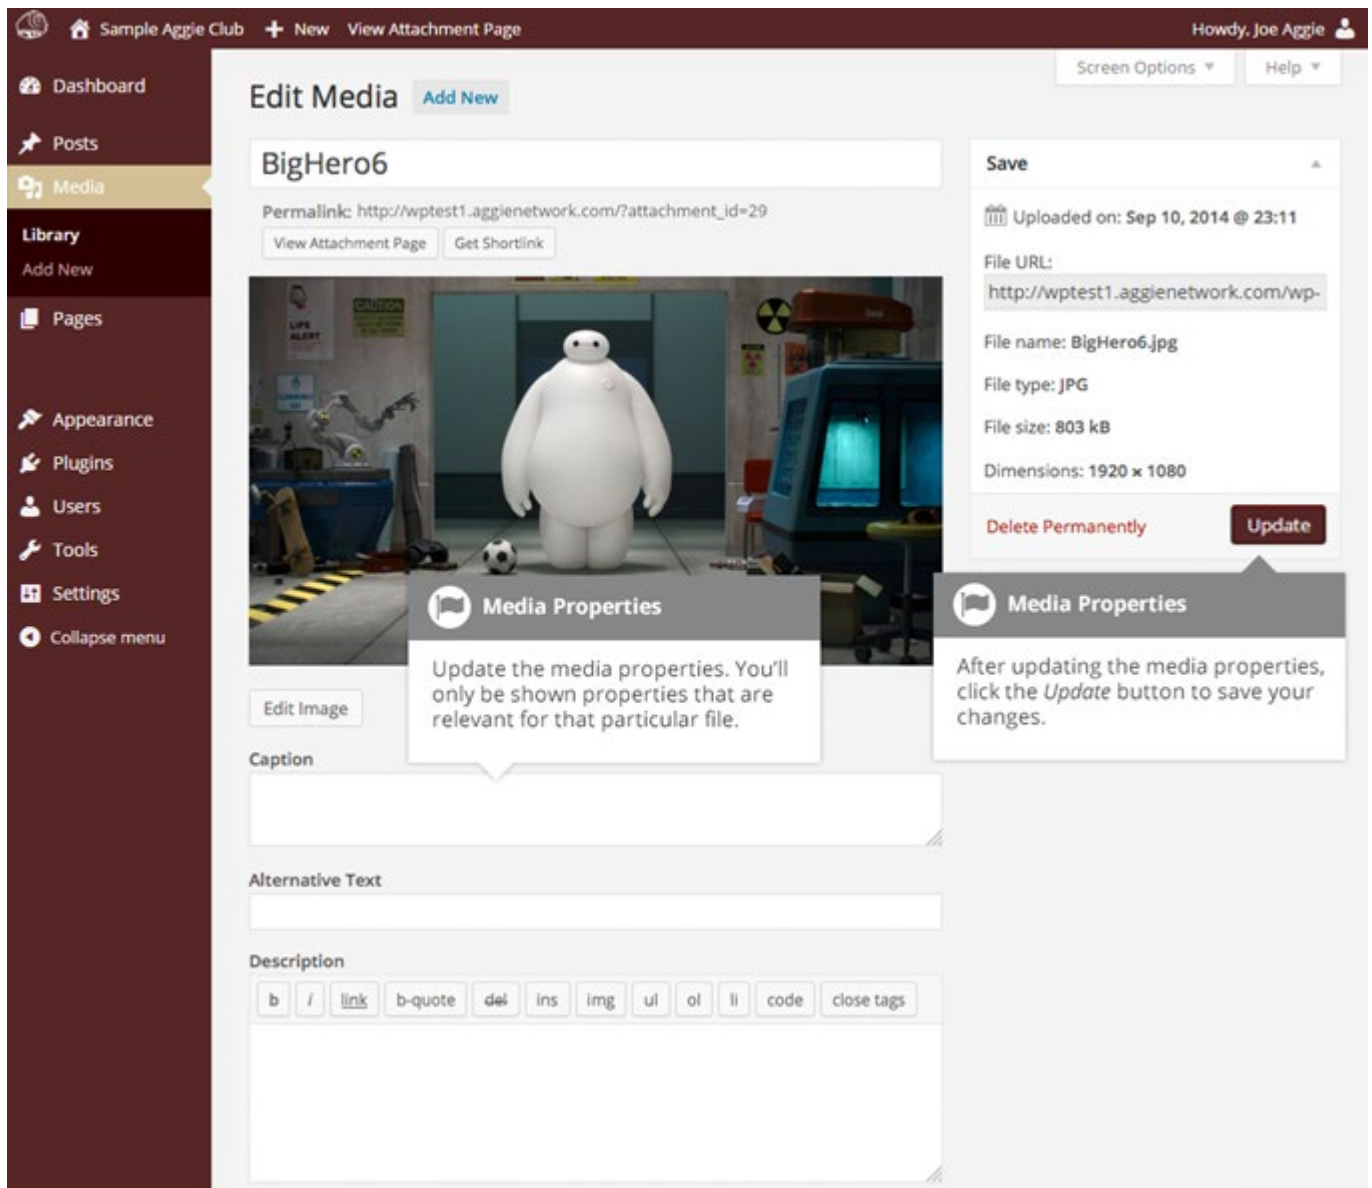 Sample Aggie Club
New
View Attachment Page
Howdy, Joe Aggie
Screen Options
Help
Dashboard
Posts
Media
Library
Add New
Pages
Appearance
Plugins
Users
Tools
Settings
Collapse menu
Edit Media
Add New
BigHero6
Permalink: http://wptest1.aggienetwork.com/?attachment_id=29
View Attachment Page
Get Shortlink
CAUTION
LIFE
ALERT
Media Properties
Update the media properties. You'll
only be shown properties that are
relevant for that particular file.
Edit Image
Caption
Alternative Text
Description
b
i
link
b-quote
del
ins
img
ul
ol
li
code
close tags
Save
Uploaded on: Sep 10, 2014 @ 23:11
File URL:
http://wptest1.aggienetwork.com/wp-
File name: BigHero6.jpg
File type: JPG
File size: 803 kB
Dimensions: 1920 × 1080
Delete Permanently
Update
Media Properties
After updating the media properties,
click the Update button to save your
changes.